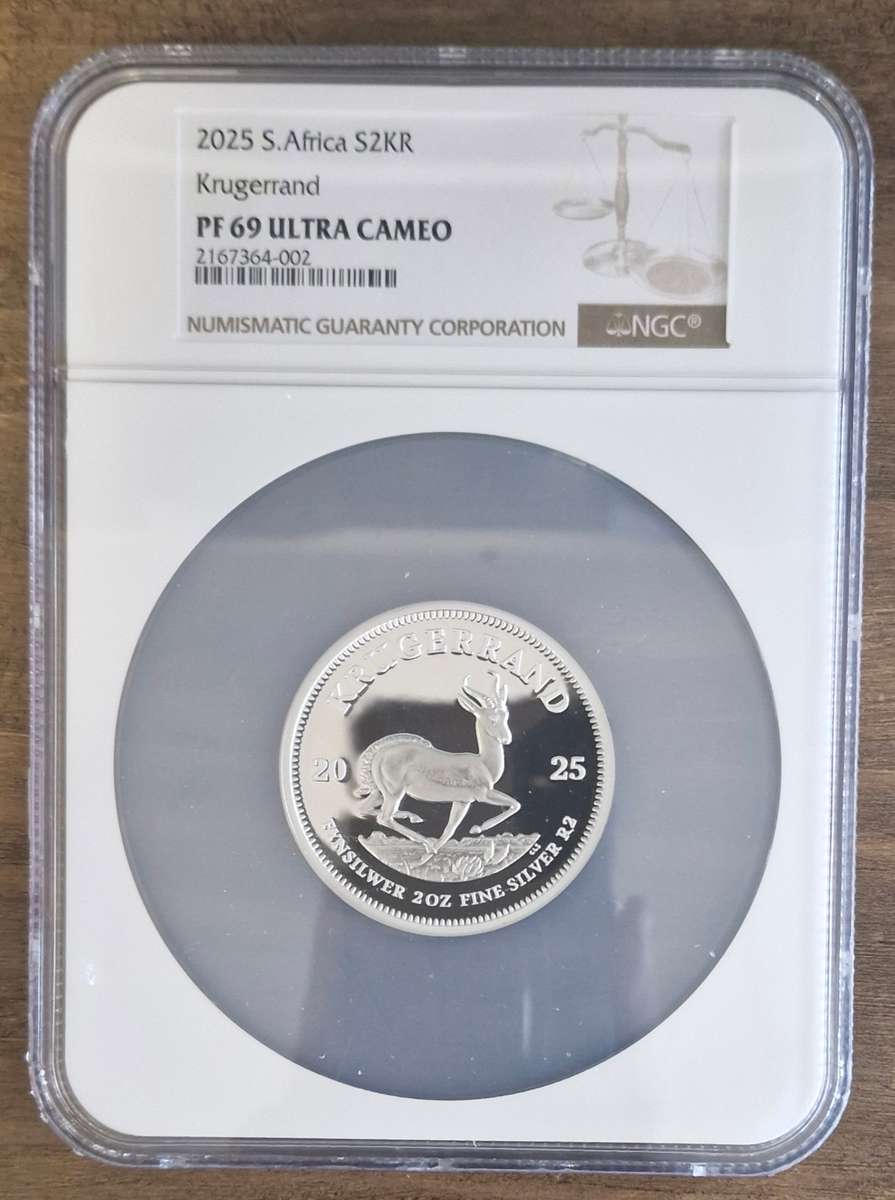 2025 S.Africa S2KR
Krugerrand
PF 69 ULTRA CAMEO
2167364-002
NUMISMATIC GUARANTY CORPORATION
NGC®
KRUGERRAND
20 25
FYNSILWER 2OZ FINE SILVER R2